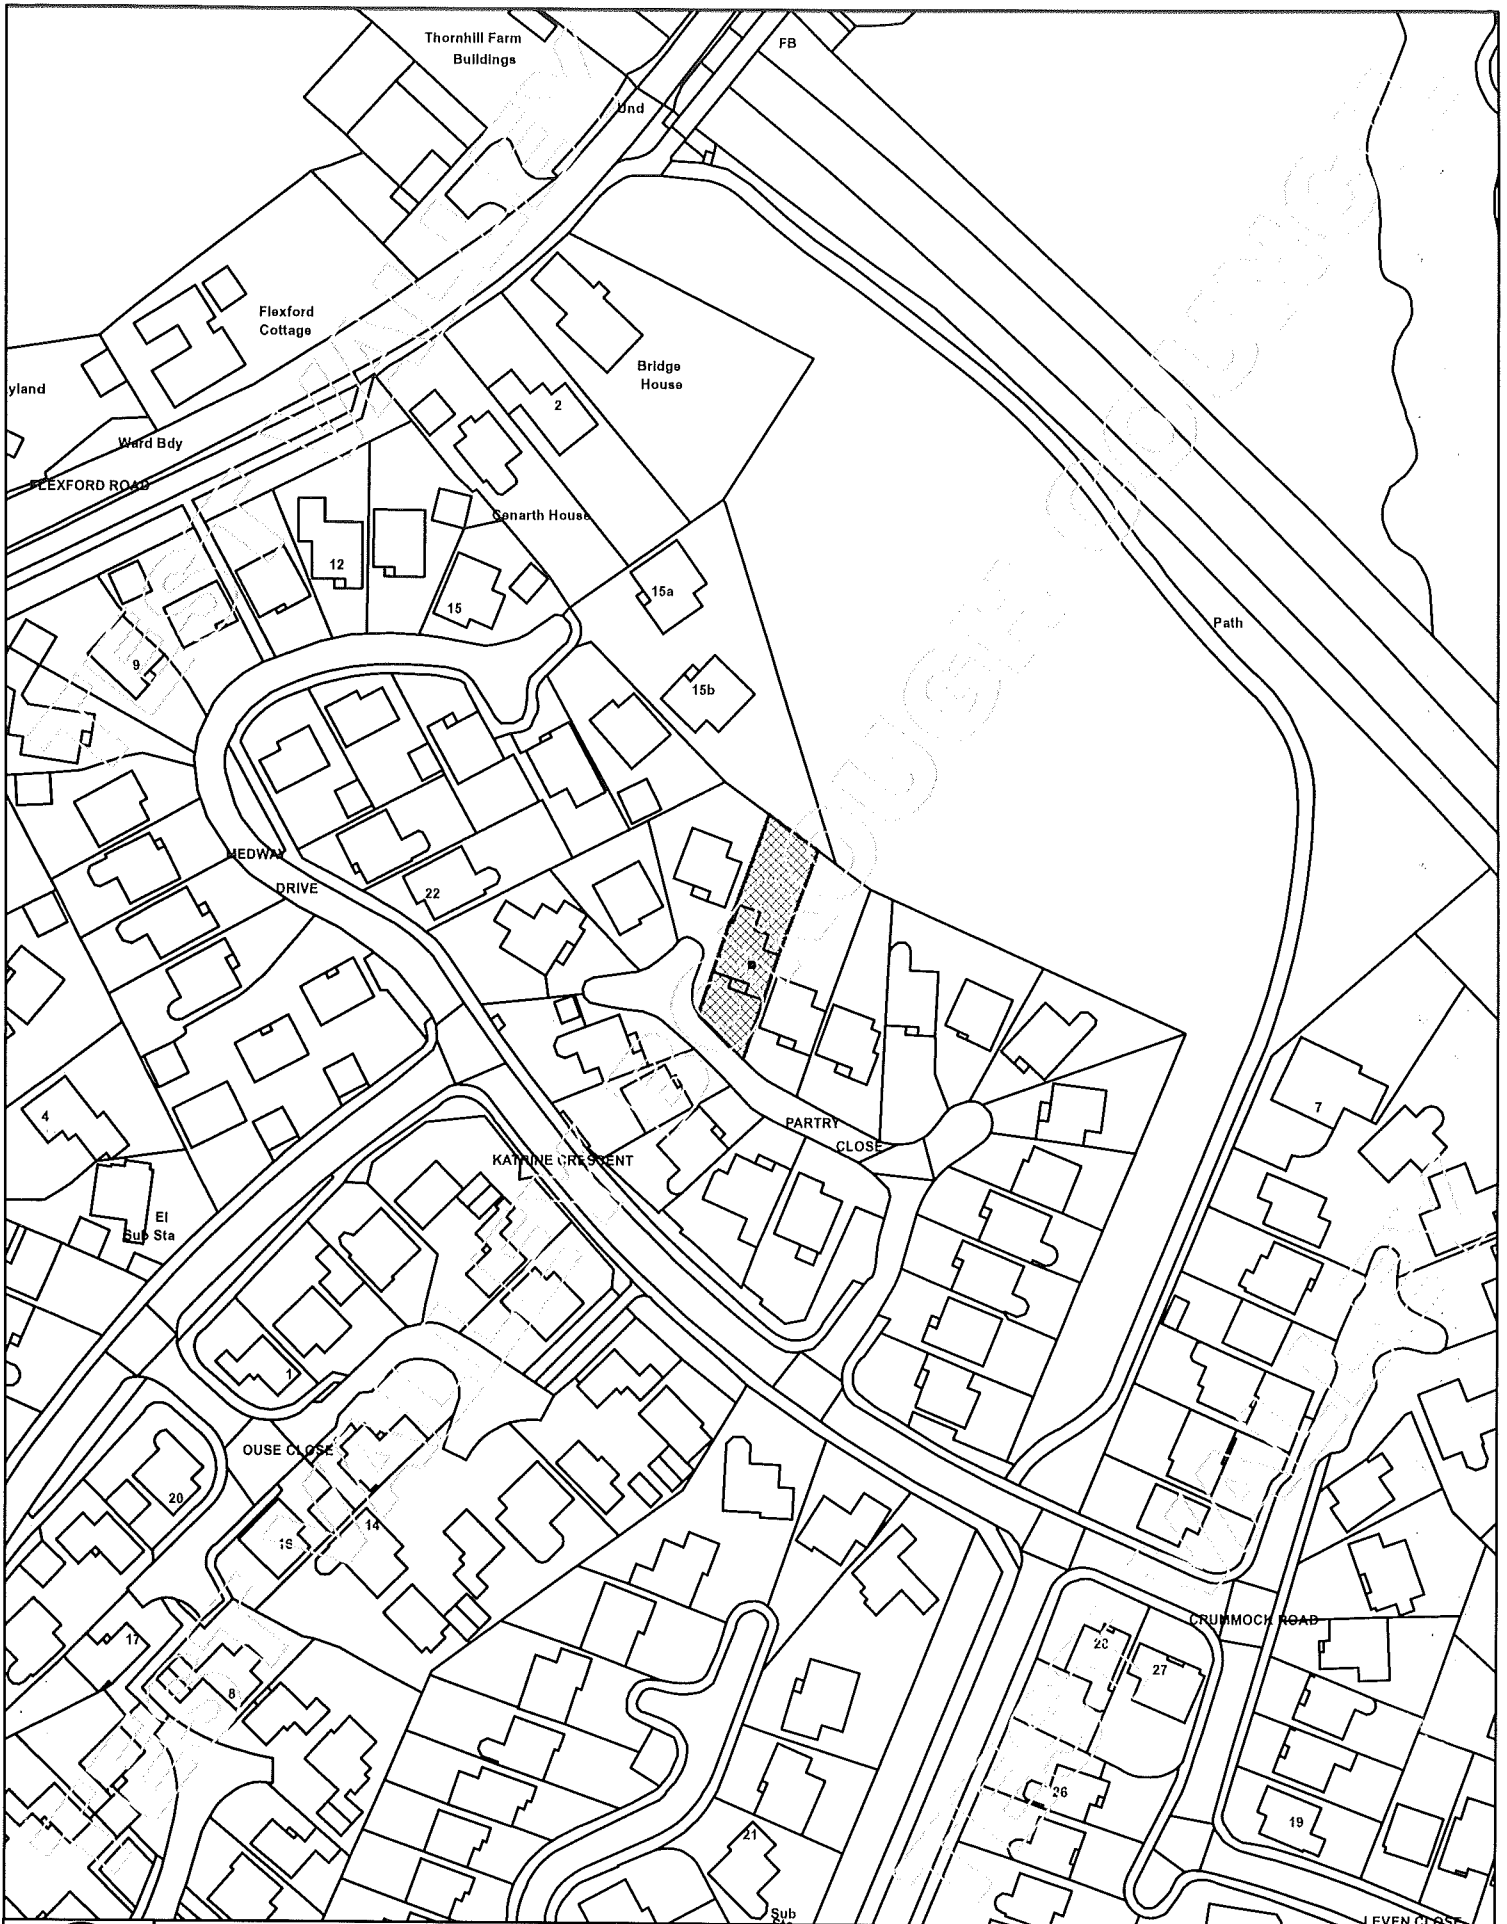 Thornhill Farm
Buildings
FB
Und
Flexford
Cottage
Bridge
House
yland
2
Ward Bdy
FLEXFORD ROAD
Cenarth House
12
15a
15
Path
9
15b
MEDWAY
DRIVE
22
4
7
PARTRY
CLOSE
KATRINE CRESCENT
El
Sub Sta
1
OUSE CLOSE
20
14
17
CRUMMOCK ROAD
27
8
26
19
21
Sub
LEVEN CLOSE